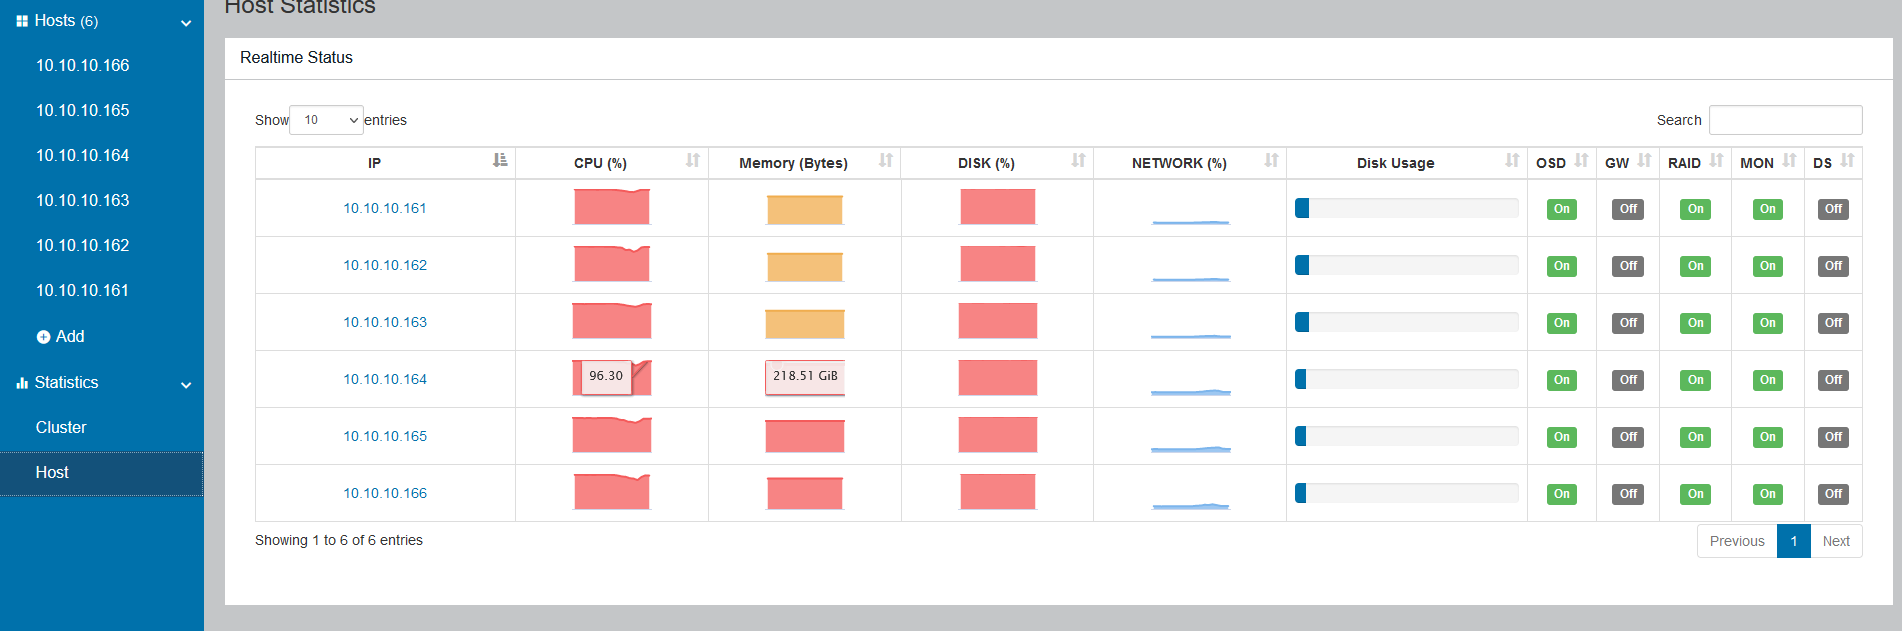 Host Statistics
Hosts (6)
10.10.10.166
10.10.10.165
10.10.10.164
10.10.10.163
10.10.10.162
10.10.10.161
Add
Statistics
Cluster
Host
Realtime Status
Show 10 entries
Search
IP CPU (%) Memory (Bytes) DISK (%) NETWORK (%) Disk Usage OSD GW RAID MON DS
10.10.10.161 On Off On On Off
10.10.10.162 On Off On On Off
10.10.10.163 On Off On On Off
10.10.10.164 96.30 218.51 GiB On Off On On Off
10.10.10.165 On Off On On Off
10.10.10.166 On Off On On Off
Showing 1 to 6 of 6 entries
Previous 1 Next